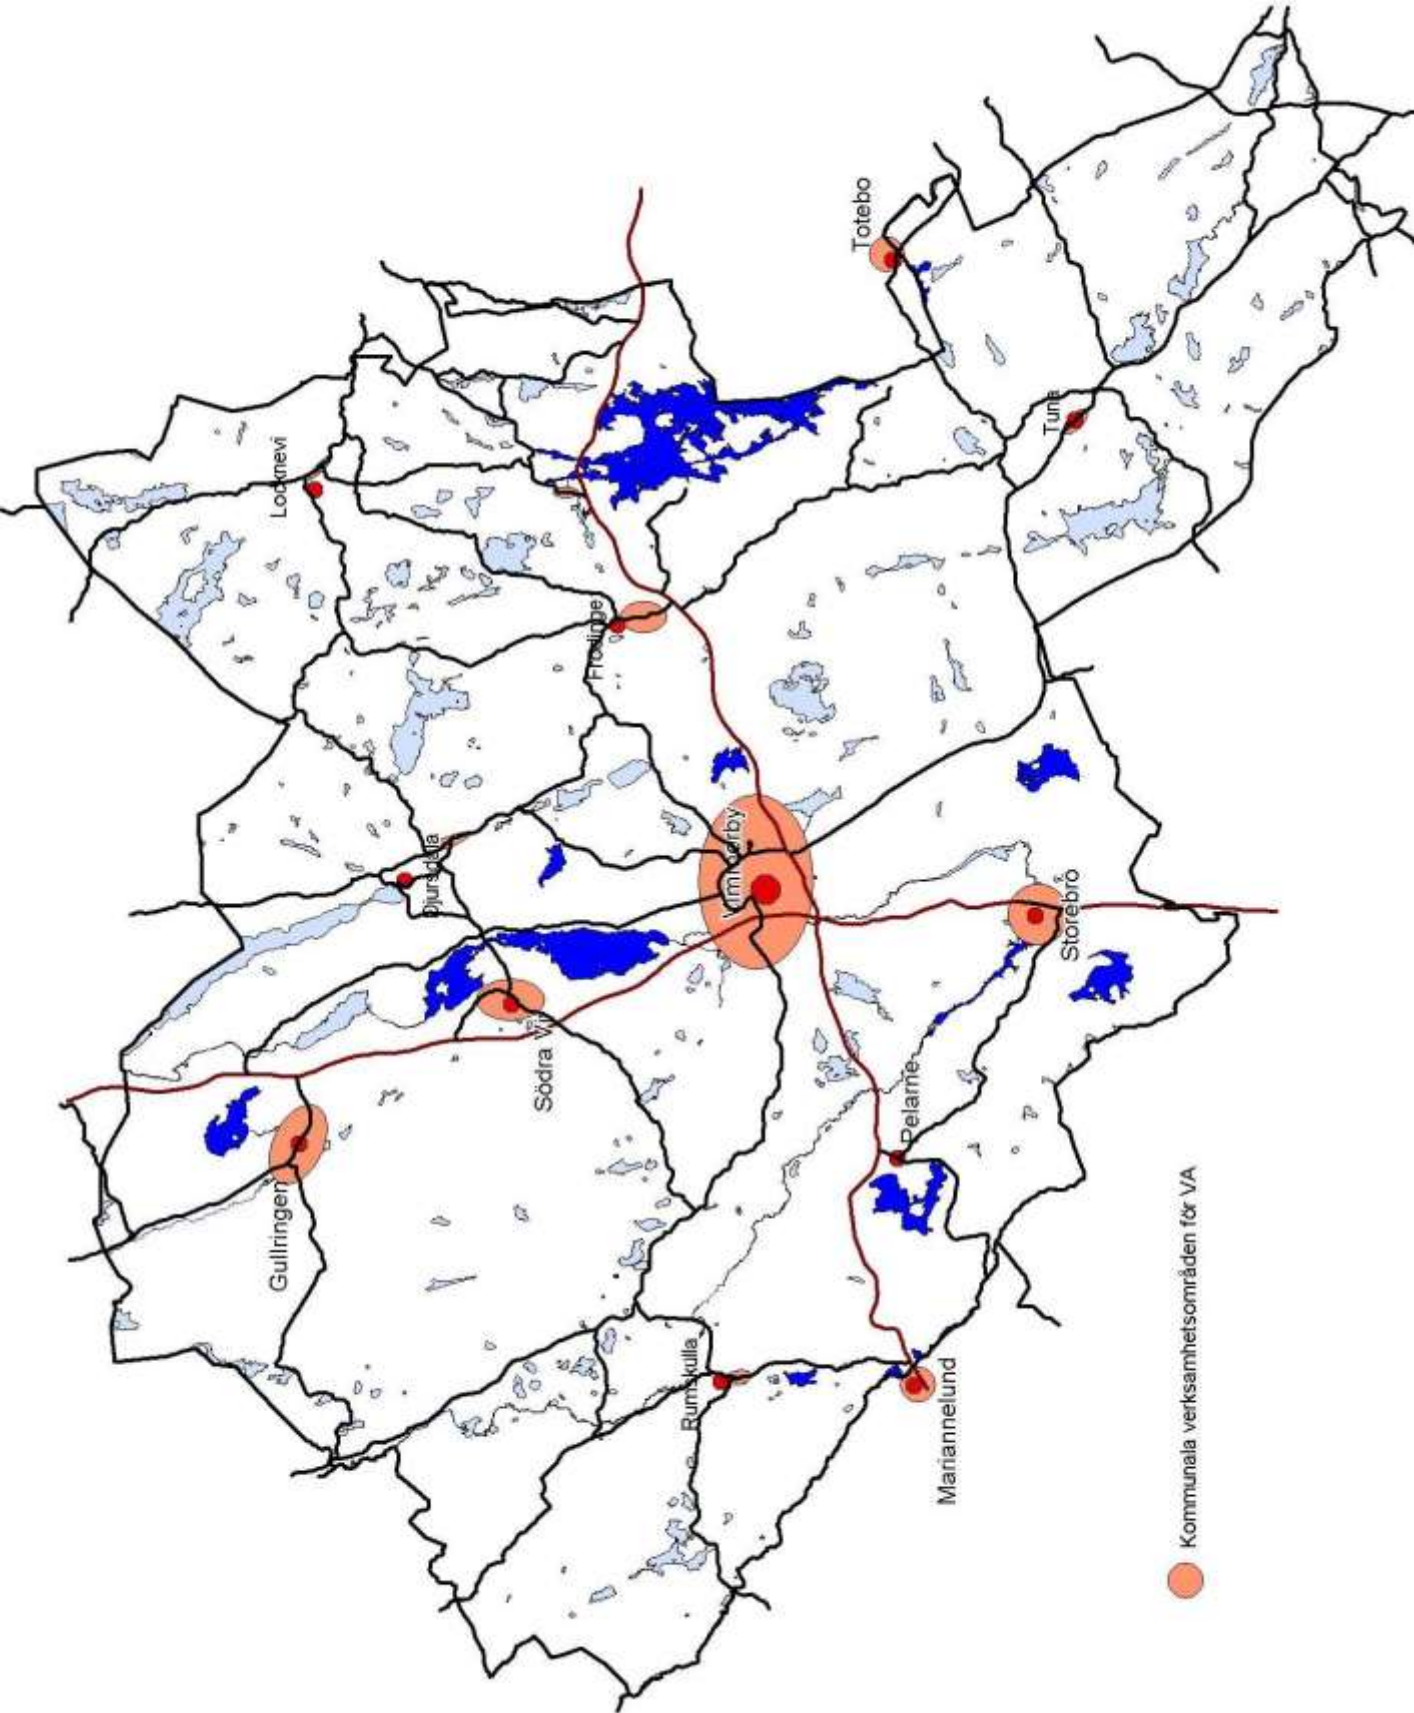 Gullringen
Locknevi
Djursdala
Södra Vi
Frödinge
Rumskulla
Vimmerby
Totebo
Pelarne
Mariannelund
Tuna
Storebro
Kommunala verksamhetsområden för VA